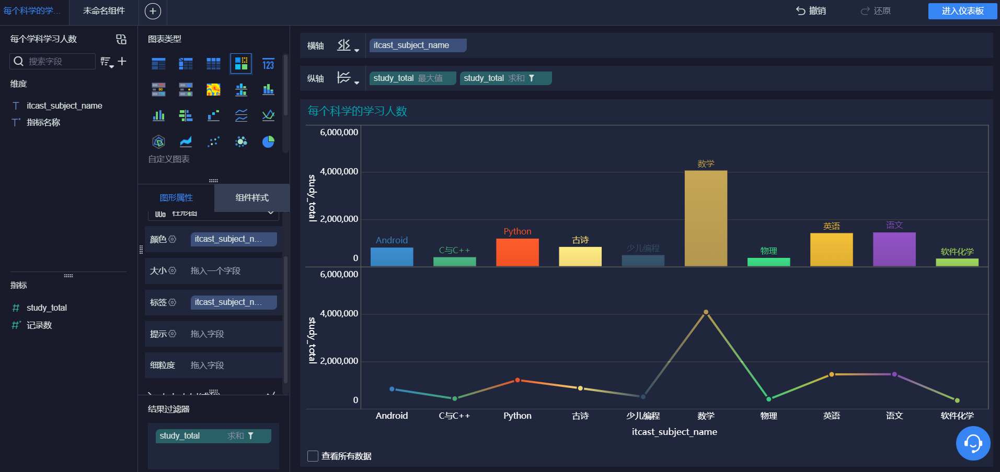 每个科学的学...
未命名组件
撤销
还原
进入仪表板
每个学科学习人数
搜索字段
维度
itcast_subject_name
指标名称
指标
study_total
记录数
图表类型
123
自定义图表
图形属性
组件样式
柱形图
颜色
itcast_subject_n...
大小
拖入一个字段
标签
itcast_subject_n...
提示
拖入字段
细粒度
拖入字段
结果过滤器
study_total 求和
横轴
itcast_subject_name
纵轴
study_total 最大值
study_total 求和
每个科学的学习人数
6,000,000
4,000,000
2,000,000
0
study_total
Android
C与C++
Python
古诗
少儿编程
数学
物理
英语
语文
软件化学
6,000,000
4,000,000
2,000,000
0
study_total
Android
C与C++
Python
古诗
少儿编程
数学
物理
英语
语文
软件化学
itcast_subject_name
查看所有数据